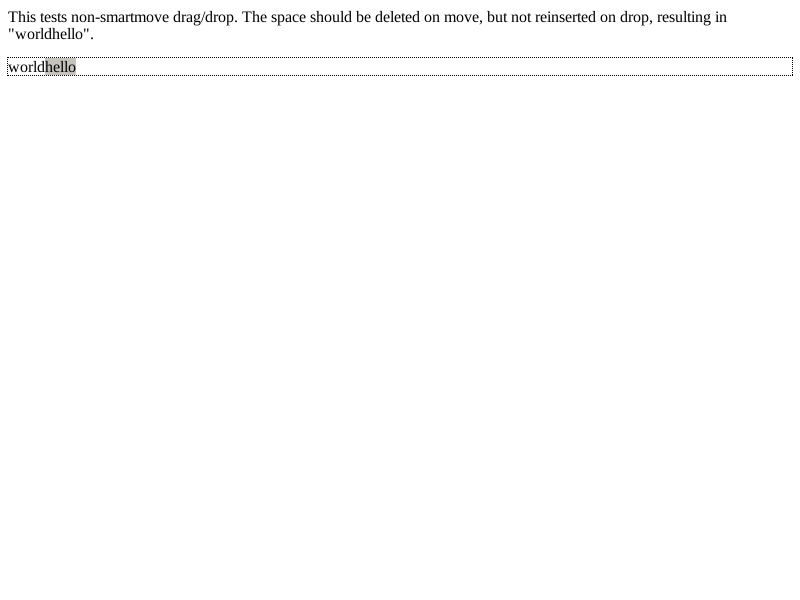 This tests non-smartmove drag/drop. The space should be deleted on move, but not reinserted on drop, resulting in
"worldhello".
worldhello